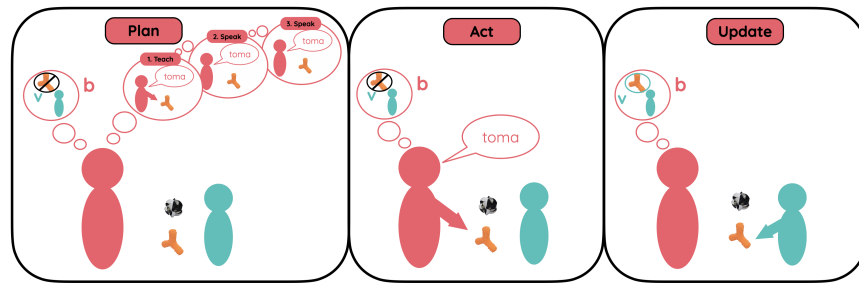 Plan
1. Teach
toma
2. Speak
toma
3. Speak
toma
b
v
Act
b
v
toma
Update
b
v